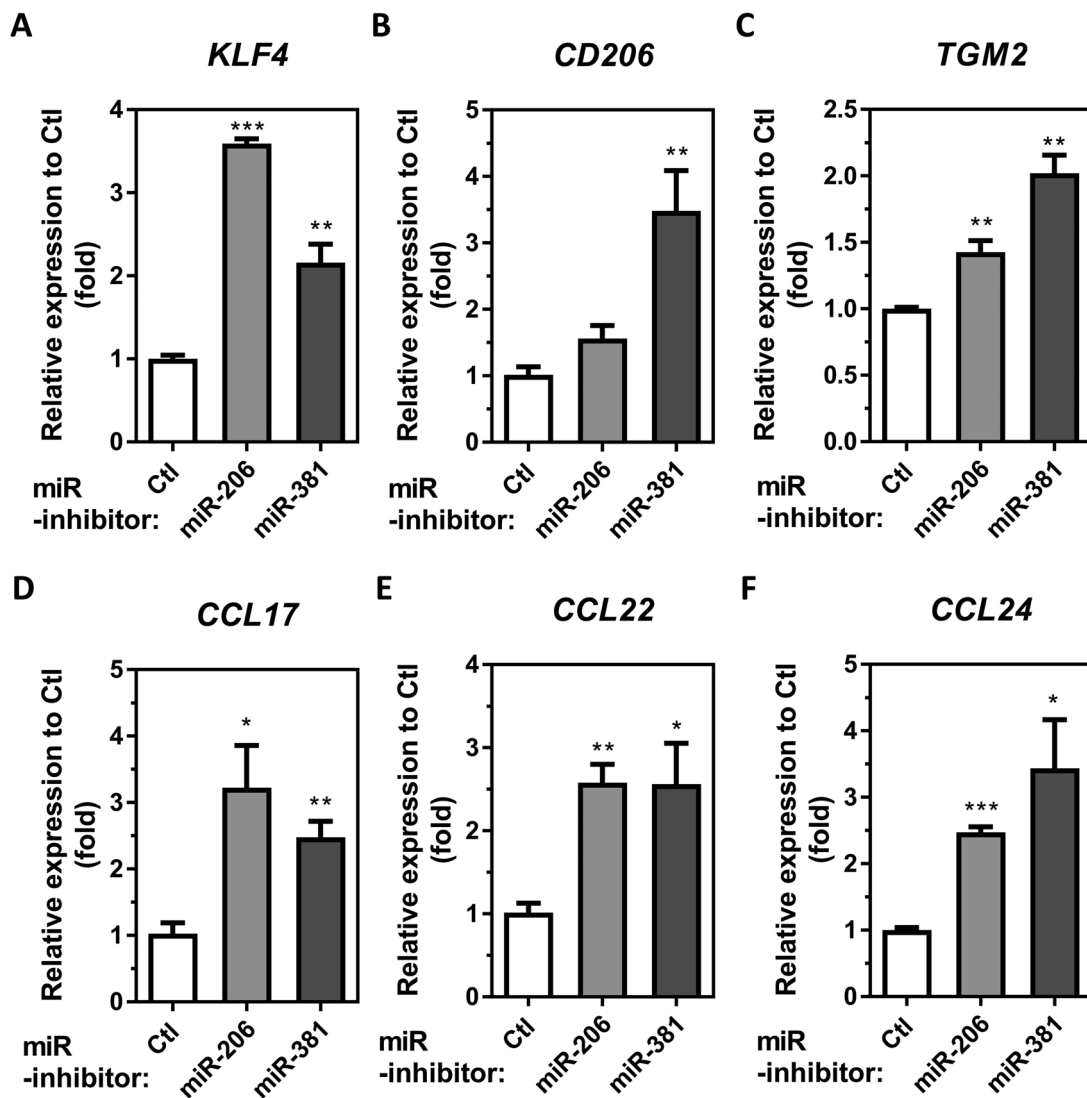 A
KLF4
Relative expression to Ctl
(fold)
4
3
2
1
0
***
**
miR
-inhibitor:
Ctl
miR-206
miR-381
B
CD206
Relative expression to Ctl
(fold)
5
4
3
2
1
0
**
miR
-inhibitor:
Ctl
miR-206
miR-381
C
TGM2
Relative expression to Ctl
(fold)
2.5
2.0
1.5
1.0
0.5
0.0
**
**
miR
-inhibitor:
Ctl
miR-206
miR-381
D
CCL17
Relative expression to Ctl
(fold)
5
4
3
2
1
0
*
**
miR
-inhibitor:
Ctl
miR-206
miR-381
E
CCL22
Relative expression to Ctl
(fold)
4
3
2
1
0
**
*
miR
-inhibitor:
Ctl
miR-206
miR-381
F
CCL24
Relative expression to Ctl
(fold)
5
4
3
2
1
0
***
*
miR
-inhibitor:
Ctl
miR-206
miR-381